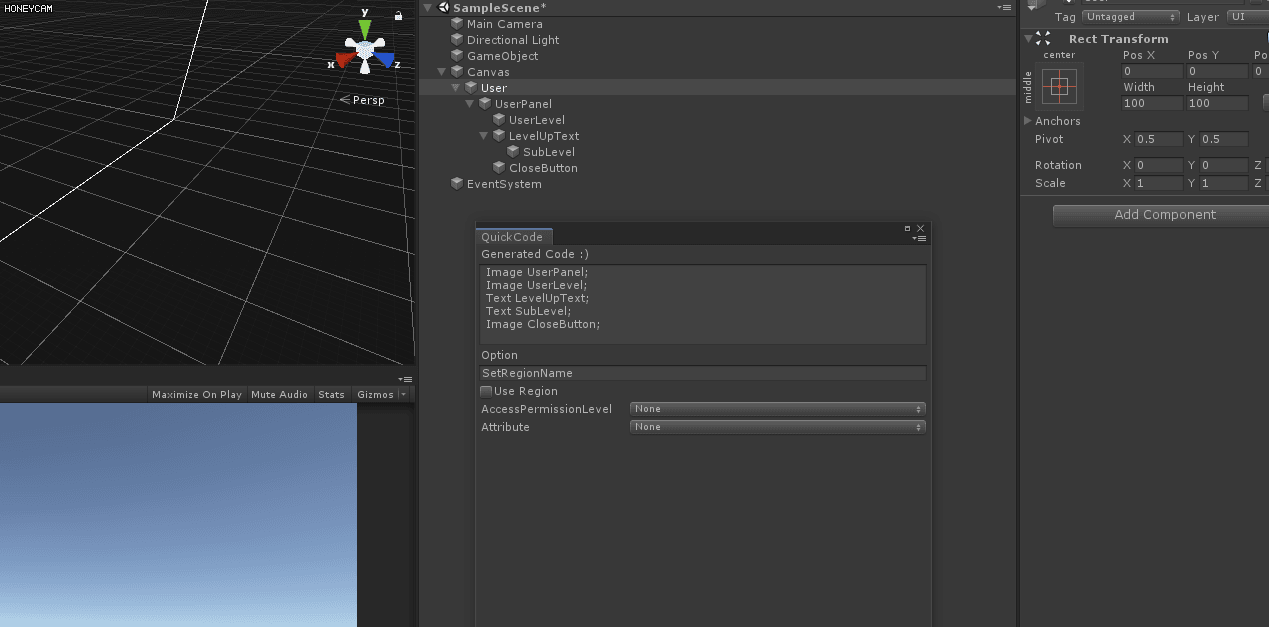 HONEYCAM
y
x
z
Persp
Maximize On Play Mute Audio Stats Gizmos
SampleScene*
Main Camera
Directional Light
GameObject
Canvas
User
UserPanel
UserLevel
LevelUpText
SubLevel
CloseButton
EventSystem
QuickCode
Generated Code :)
Image UserPanel;
Image UserLevel;
Text LevelUpText;
Text SubLevel;
Image CloseButton;
Option
SetRegionName
Use Region
AccessPermissionLevel None
Attribute None
Tag Untagged Layer UI
Rect Transform
center Pos X Pos Y Po
middle
0 0 0
Width Height
100 100
Anchors
Pivot X 0.5 Y 0.5
Rotation X 0 Y 0 Z
Scale X 1 Y 1 Z
Add Component